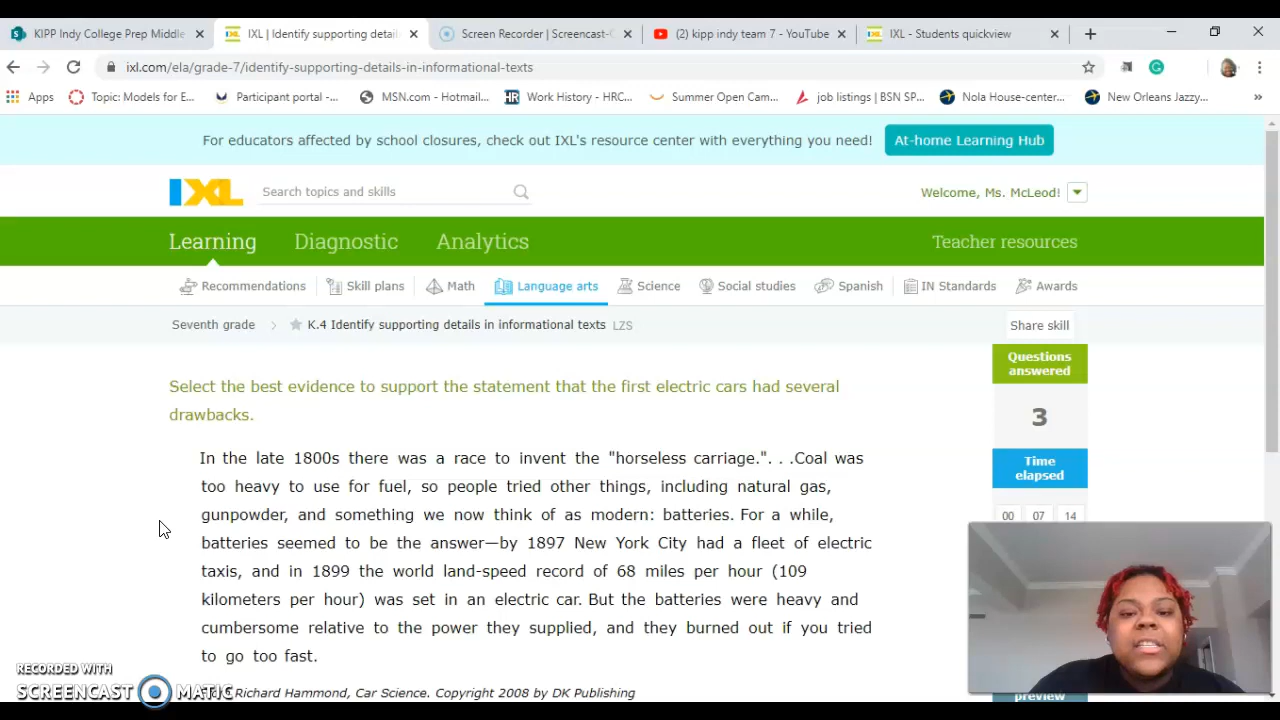 KIPP Indy College Prep Middle
IXL | Identify supporting detail
Screen Recorder | Screencast-
(2) kipp indy team 7 - YouTube
IXL - Students quickview
ixl.com/ela/grade-7/identify-supporting-details-in-informational-texts
Apps
Topic: Models for E...
Participant portal -...
MSN.com - Hotmail...
Work History - HRC...
Summer Open Cam...
job listings | BSN SP...
Nola House-center...
New Orleans Jazzy...
For educators affected by school closures, check out IXL's resource center with everything you need!
At-home Learning Hub
IXL
Search topics and skills
Welcome, Ms. McLeod!
Learning
Diagnostic
Analytics
Teacher resources
Recommendations
Skill plans
Math
Language arts
Science
Social studies
Spanish
IN Standards
Awards
Seventh grade
K.4 Identify supporting details in informational texts LZS
Share skill
Questions
answered
3
Time
elapsed
00 07 14
Select the best evidence to support the statement that the first electric cars had several
drawbacks.
In the late 1800s there was a race to invent the "horseless carriage.". . .Coal was
too heavy to use for fuel, so people tried other things, including natural gas,
gunpowder, and something we now think of as modern: batteries. For a while,
batteries seemed to be the answer—by 1897 New York City had a fleet of electric
taxis, and in 1899 the world land-speed record of 68 miles per hour (109
kilometers per hour) was set in an electric car. But the batteries were heavy and
cumbersome relative to the power they supplied, and they burned out if you tried
to go too fast.
Richard Hammond, Car Science. Copyright 2008 by DK Publishing
RECORDED WITH
SCREENCAST MATIC
preview